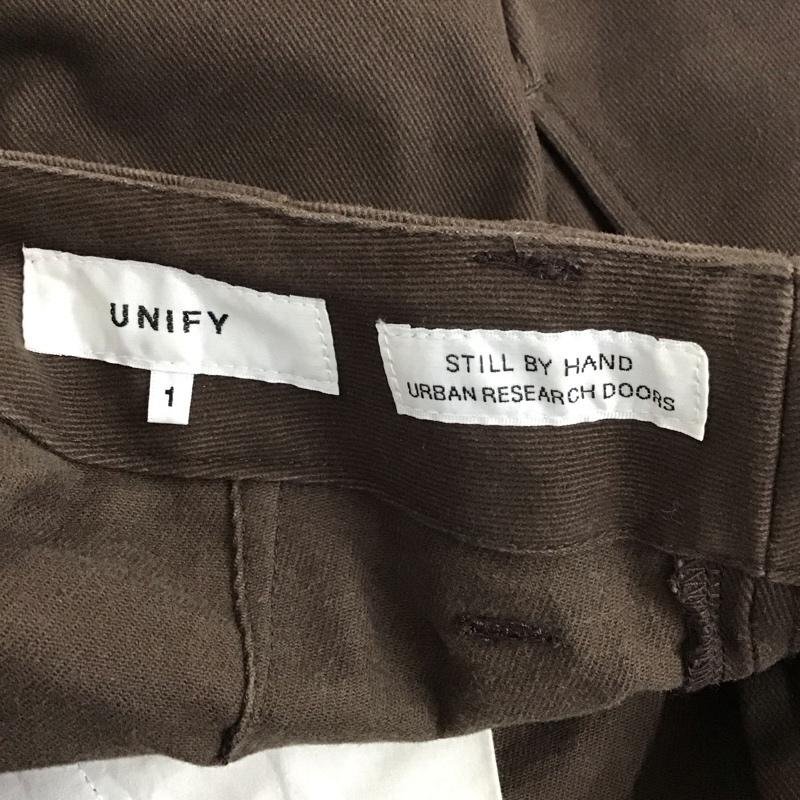 UNIFY
1
STILL BY HAND
URBAN RESEARCH DOORS